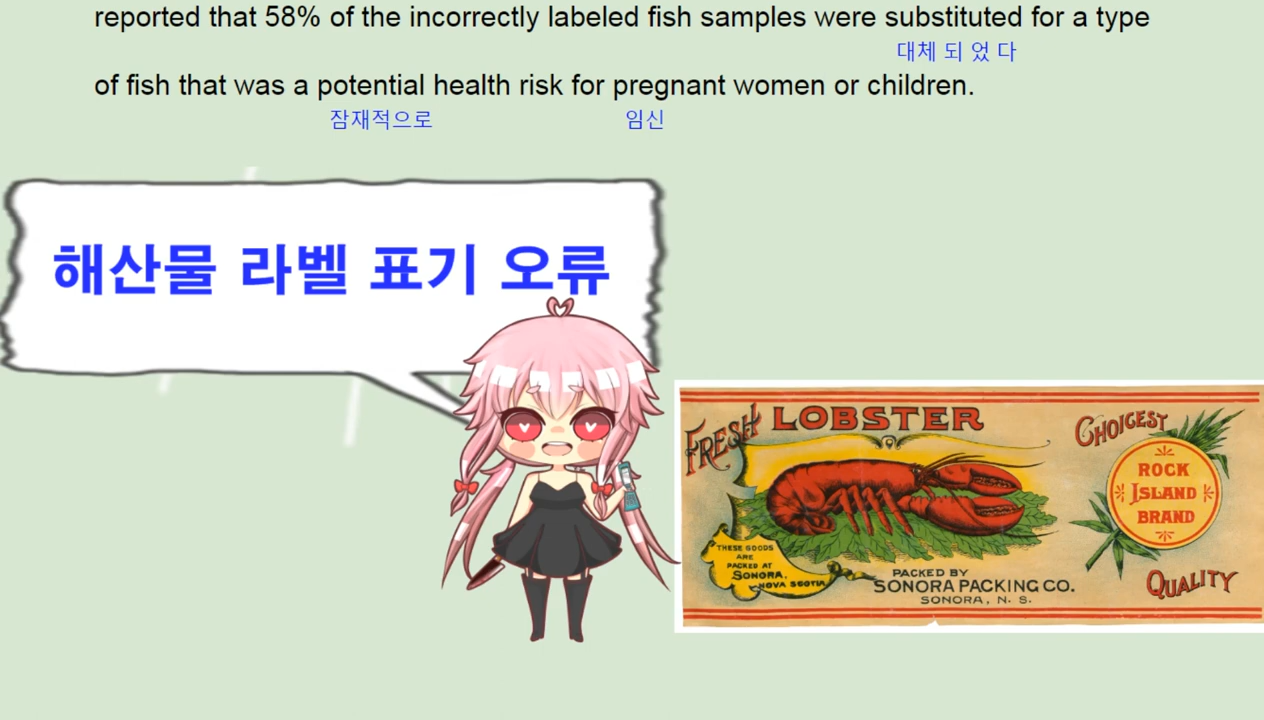 reported that 58% of the incorrectly labeled fish samples were substituted for a type
대체 되 었 다
of fish that was a potential health risk for pregnant women or children.
잠재적으로 임신
해산물 라벨 표기 오류
FRESH LOBSTER
CHOICEST
ROCK
ISLAND
BRAND
QUALITY
THESE GOODS
ARE
PACKED AT
SONORA,
NOVA SCOTIA
PACKED BY
SONORA PACKING CO.
SONORA, N. S.